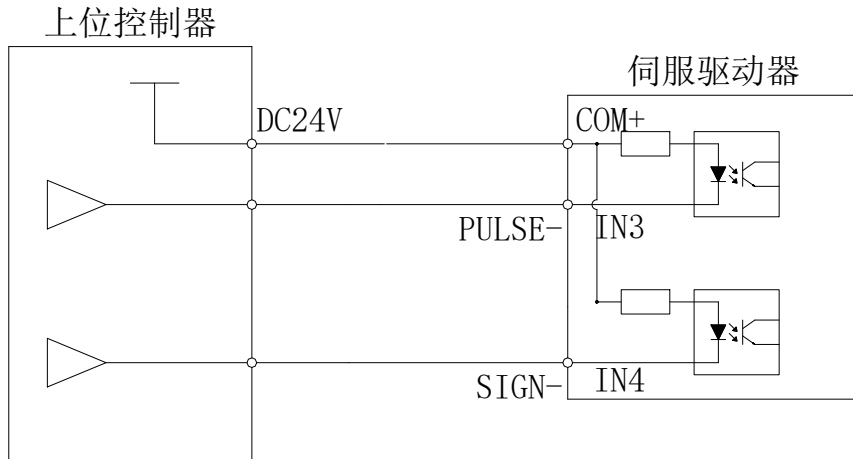 上位控制器
伺服驱动器
DC24V
COM+
PULSE-
IN3
SIGN-
IN4